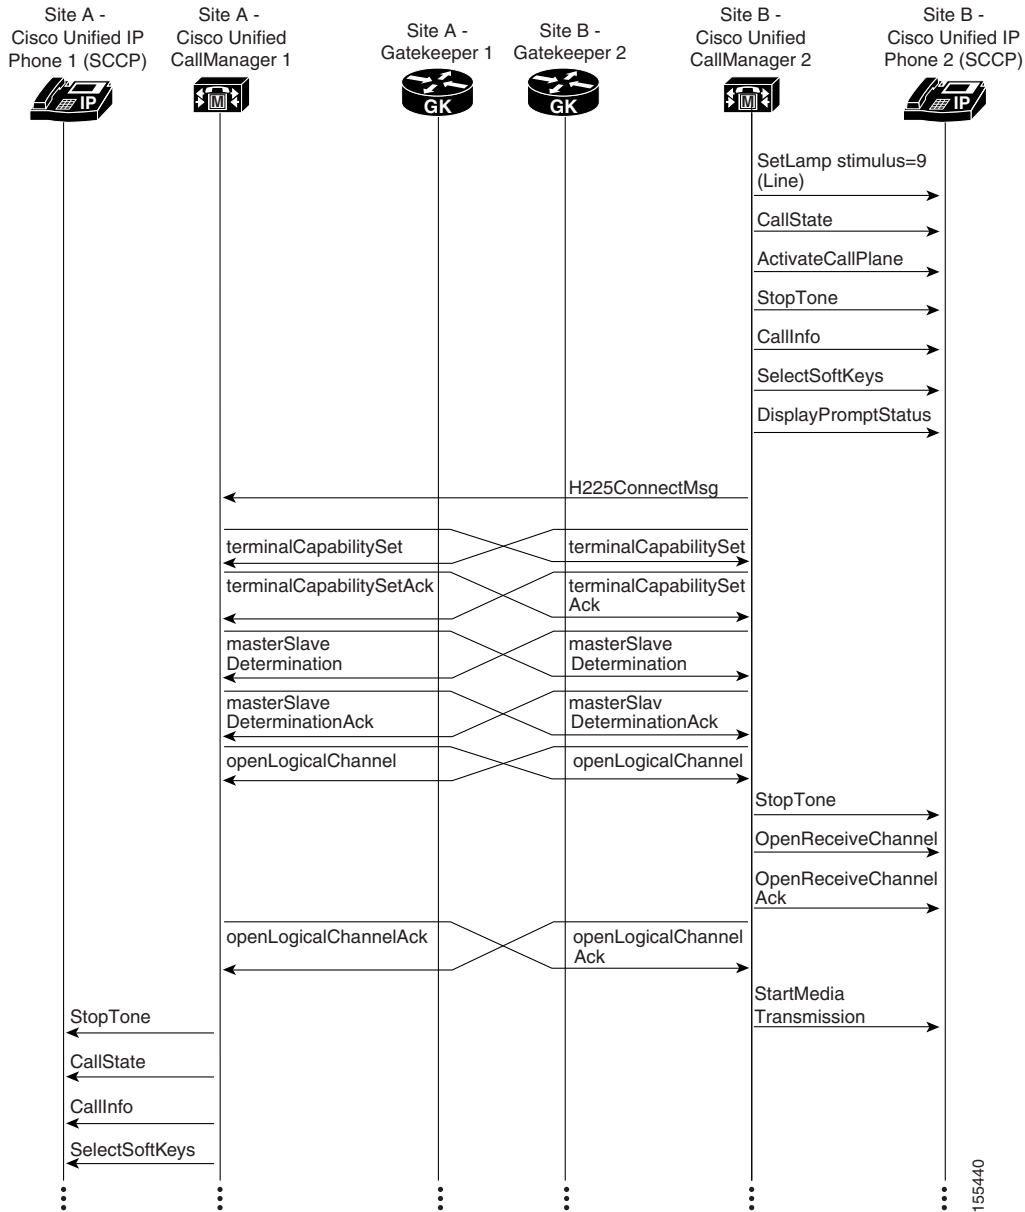 Site A -
Cisco Unified IP
Phone 1 (SCCP)
Site A -
Cisco Unified
CallManager 1
Site A -
Gatekeeper 1
Site B -
Gatekeeper 2
Site B -
Cisco Unified
CallManager 2
Site B -
Cisco Unified IP
Phone 2 (SCCP)
IP
M
GK
GK
M
IP
SetLamp stimulus=9
(Line)
CallState
ActivateCallPlane
StopTone
CallInfo
SelectSoftKeys
DisplayPromptStatus
H225ConnectMsg
terminalCapabilitySet
terminalCapabilitySet
terminalCapabilitySetAck
terminalCapabilitySet
Ack
masterSlave
Determination
masterSlave
Determination
masterSlave
DeterminationAck
masterSlav
DeterminationAck
openLogicalChannel
openLogicalChannel
StopTone
OpenReceiveChannel
OpenReceiveChannel
Ack
openLogicalChannelAck
openLogicalChannel
Ack
StartMedia
Transmission
StopTone
CallState
CallInfo
SelectSoftKeys
155440